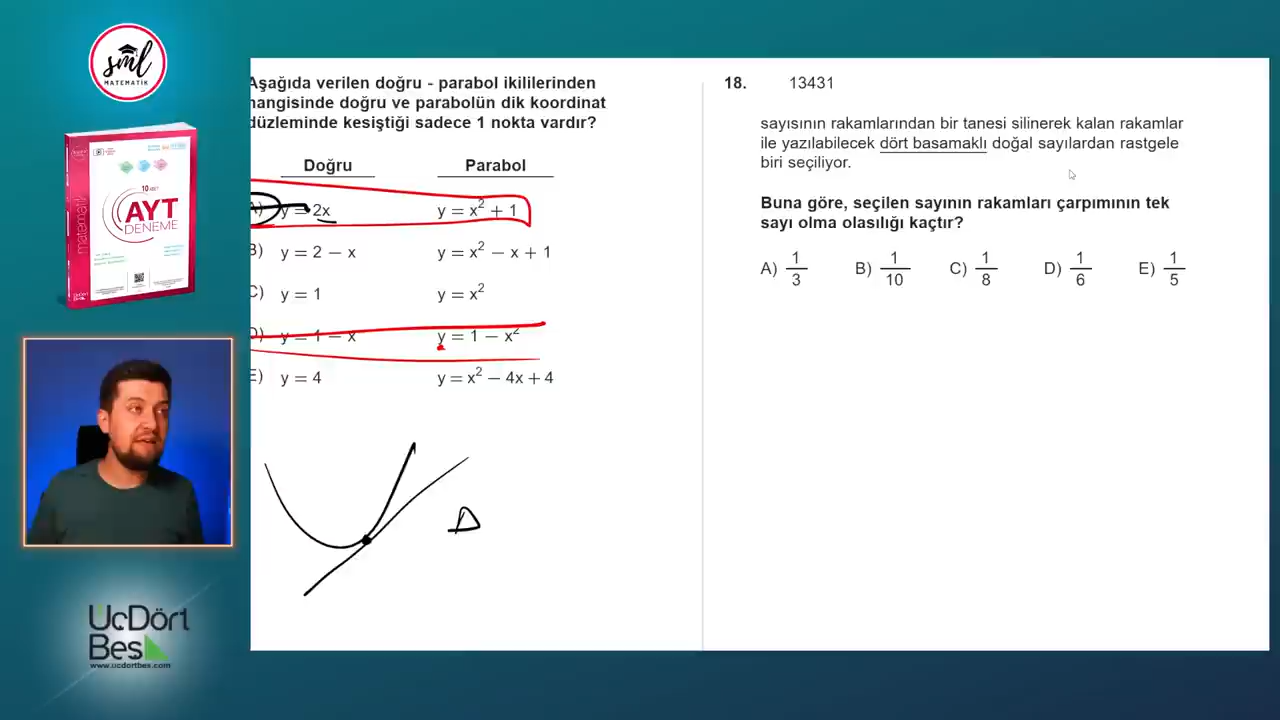 sml
MATEMATİK
10 ADET
AYT
DENEME
matematik
ÜçDört
Beş
www.ucdortbes.com
Aşağıda verilen doğru - parabol ikililerinden
hangisinde doğru ve parabolün dik koordinat
düzleminde kesiştiği sadece 1 nokta vardır?
Doğru Parabol
A) y = 2x y = x² + 1
B) y = 2 − x y = x² − x + 1
C) y = 1 y = x²
D) y = 1 − x y = 1 − x²
E) y = 4 y = x² − 4x + 4
Δ
18. 13431
sayısının rakamlarından bir tanesi silinerek kalan rakamlar
ile yazılabilecek dört basamaklı doğal sayılardan rastgele
biri seçiliyor.
Buna göre, seçilen sayının rakamları çarpımının tek
sayı olma olasılığı kaçtır?
A) 1/3 B) 1/10 C) 1/8 D) 1/6 E) 1/5